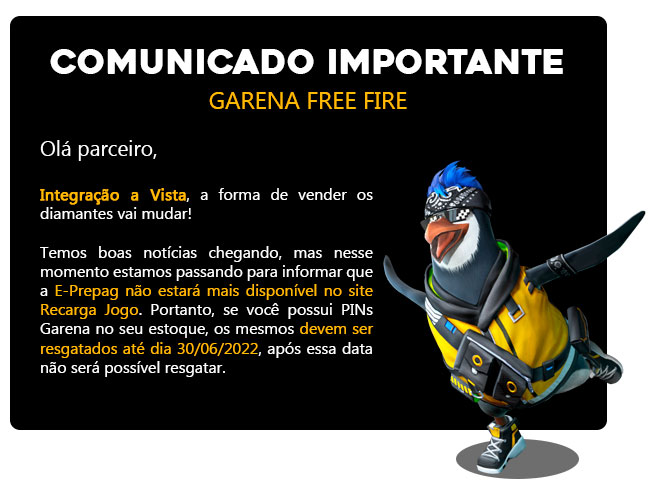 COMUNICADO IMPORTANTE
GARENA FREE FIRE
Olá parceiro,
Integração a Vista, a forma de vender os
diamantes vai mudar!
Temos boas notícias chegando, mas nesse
momento estamos passando para informar que
a E-Prepag não estará mais disponível no site
Recarga Jogo. Portanto, se você possui PINs
Garena no seu estoque, os mesmos devem ser
resgatados até dia 30/06/2022, após essa data
não será possível resgatar.